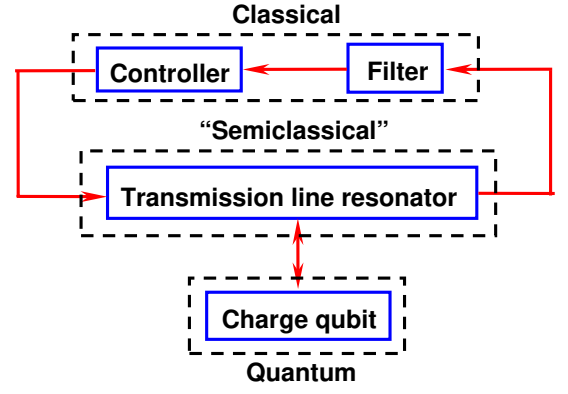 Classical
Controller
Filter
“Semiclassical”
Transmission line resonator
Charge qubit
Quantum